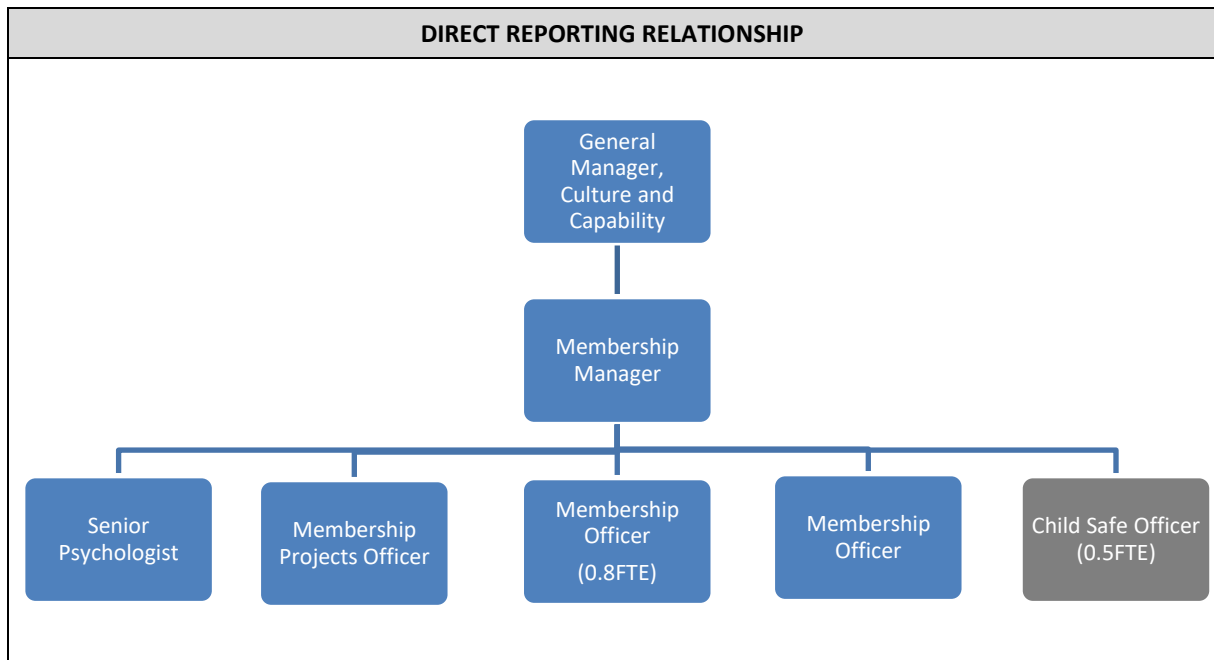 DIRECT REPORTING RELATIONSHIP
General
Manager,
Culture and
Capability
Membership
Manager
Senior
Psychologist
Membership
Projects Officer
Membership
Officer
(0.8FTE)
Membership
Officer
Child Safe Officer
(0.5FTE)